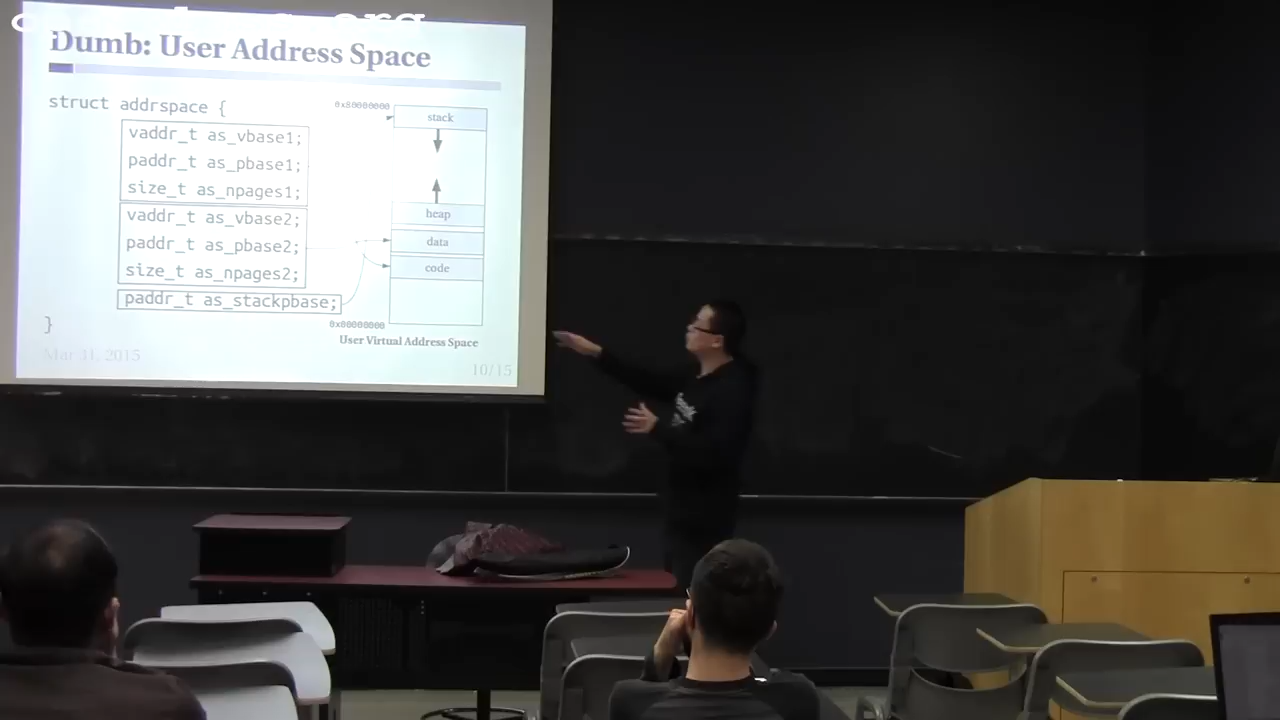 Dumb: User Address Space
struct addrspace {
vaddr_t as_vbase1;
paddr_t as_pbase1;
size_t as_npages1;
vaddr_t as_vbase2;
paddr_t as_pbase2;
size_t as_npages2;
paddr_t as_stackpbase;
}
0x80000000
stack
heap
data
code
0x00000000
User Virtual Address Space
Mar 11, 2015
10/15